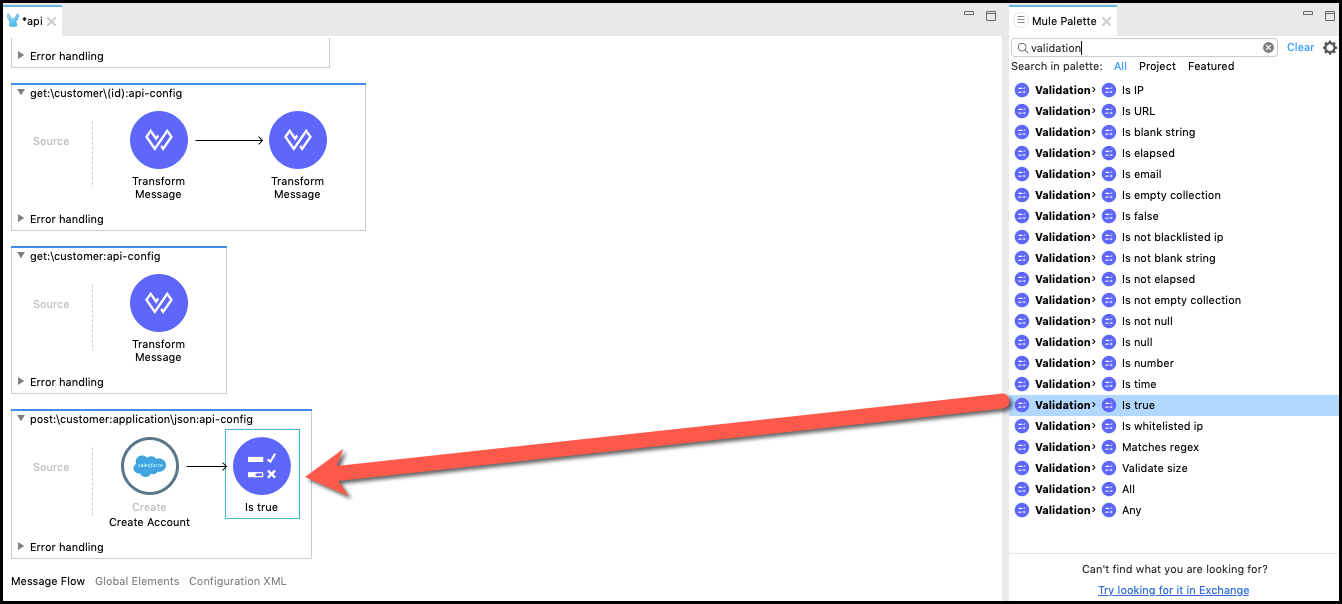 *api
Error handling
get:\customer\(id):api-config
Source
Transform
Message
Transform
Message
Error handling
get:\customer:api-config
Source
Transform
Message
Error handling
post:\customer:application\json:api-config
Source
salesforce
Create
Create Account
Is true
Error handling
Message Flow Global Elements Configuration XML
Mule Palette
validation Clear
Search in palette: All Project Featured
Validation> Is IP
Validation> Is URL
Validation> Is blank string
Validation> Is elapsed
Validation> Is email
Validation> Is empty collection
Validation> Is false
Validation> Is not blacklisted ip
Validation> Is not blank string
Validation> Is not elapsed
Validation> Is not empty collection
Validation> Is not null
Validation> Is null
Validation> Is number
Validation> Is time
Validation> Is true
Validation> Is whitelisted ip
Validation> Matches regex
Validation> Validate size
Validation> All
Validation> Any
Can't find what you are looking for?
Try looking for it in Exchange